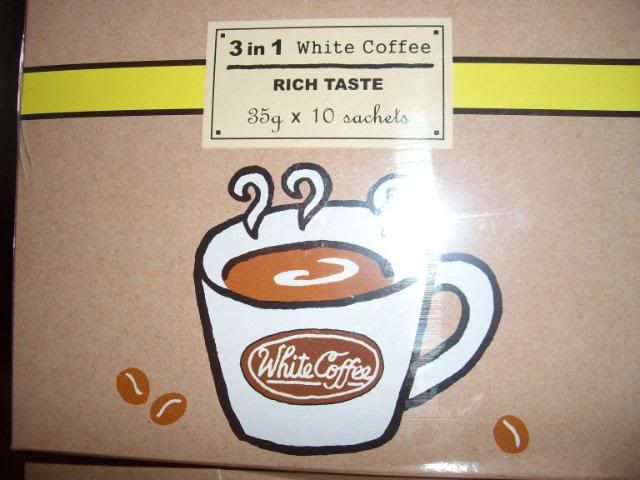 3 in 1 White Coffee
RICH TASTE
35g x 10 sachets
White Coffee